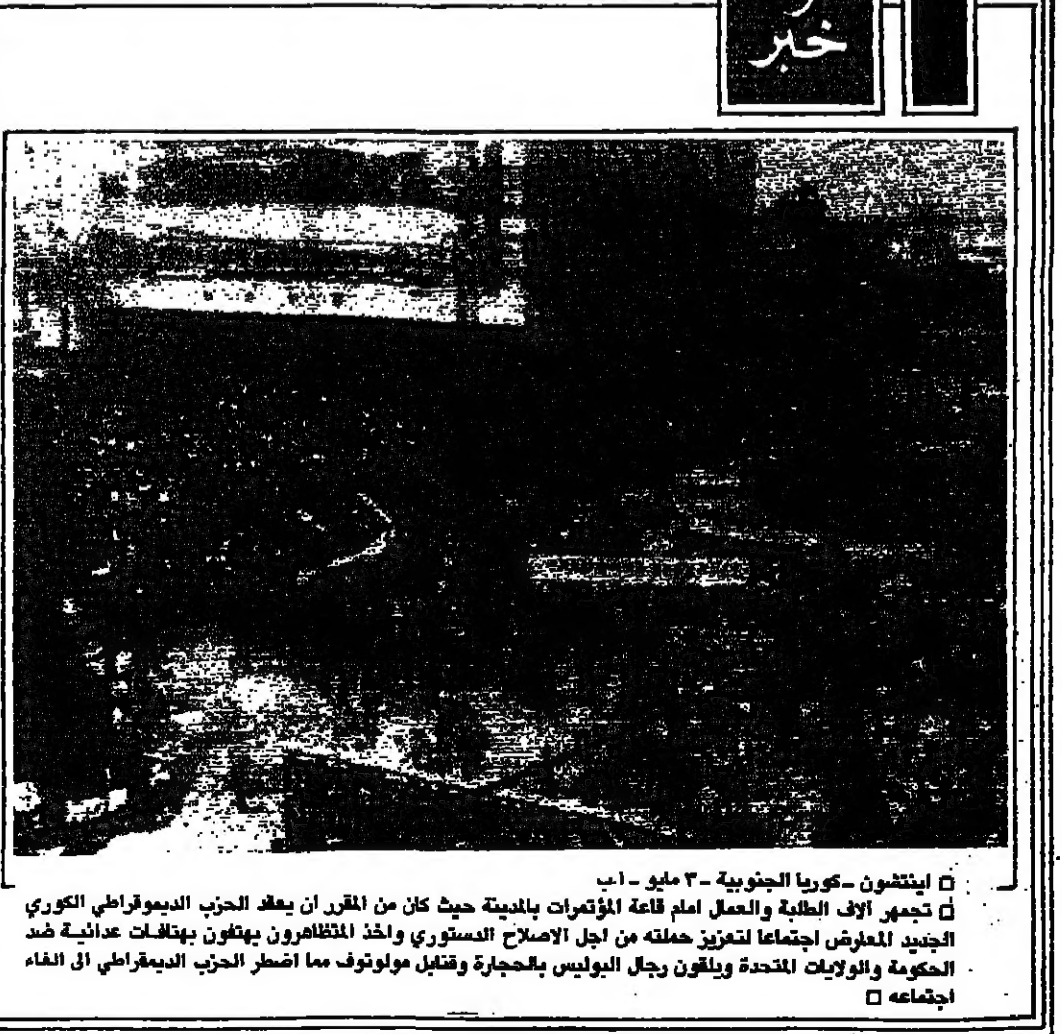 و
خبر
□ اينتشون ـ كوريا الجنوبية ـ ٣ مايو ـ ا.ب
□ تجمهر آلاف الطلبة والعمال امام قاعة المؤتمرات بالمدينة حيث كان من المقرر ان يعقد الحزب الديموقراطي الكوري
الجديد المعارض اجتماعا لتعزيز حملته من اجل الاصلاح الدستوري واخذ المتظاهرون يهتفون بهتافات عدائية ضد
الحكومة والولايات المتحدة ويلقون رجال البوليس بالحجارة وقنابل مولوتوف مما اضطر الحزب الديمقراطي الى الغاء
اجتماعه □